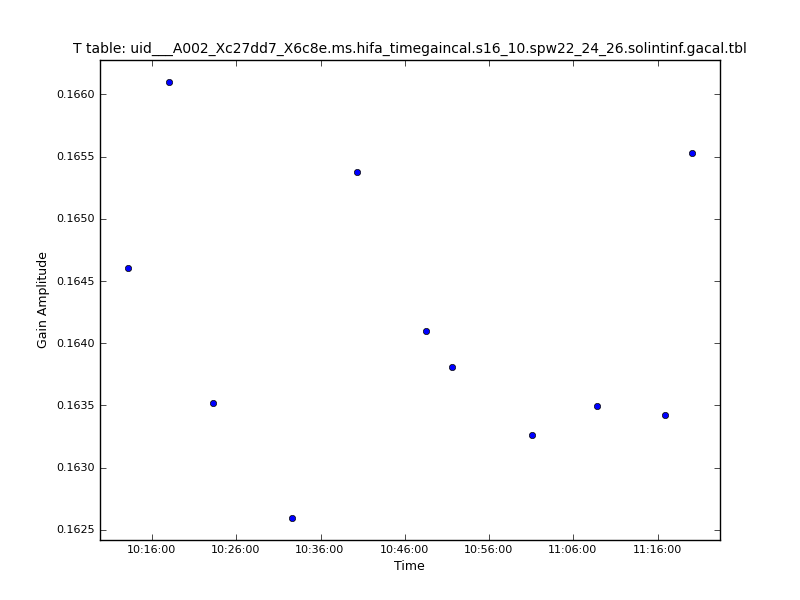 T table: uid___A002_Xc27dd7_X6c8e.ms.hifa_timegaincal.s16_10.spw22_24_26.solintinf.gacal.tbl
0.1660
0.1655
0.1650
0.1645
0.1640
0.1635
0.1630
0.1625
Gain Amplitude
10:16:00 10:26:00 10:36:00 10:46:00 10:56:00 11:06:00 11:16:00
Time